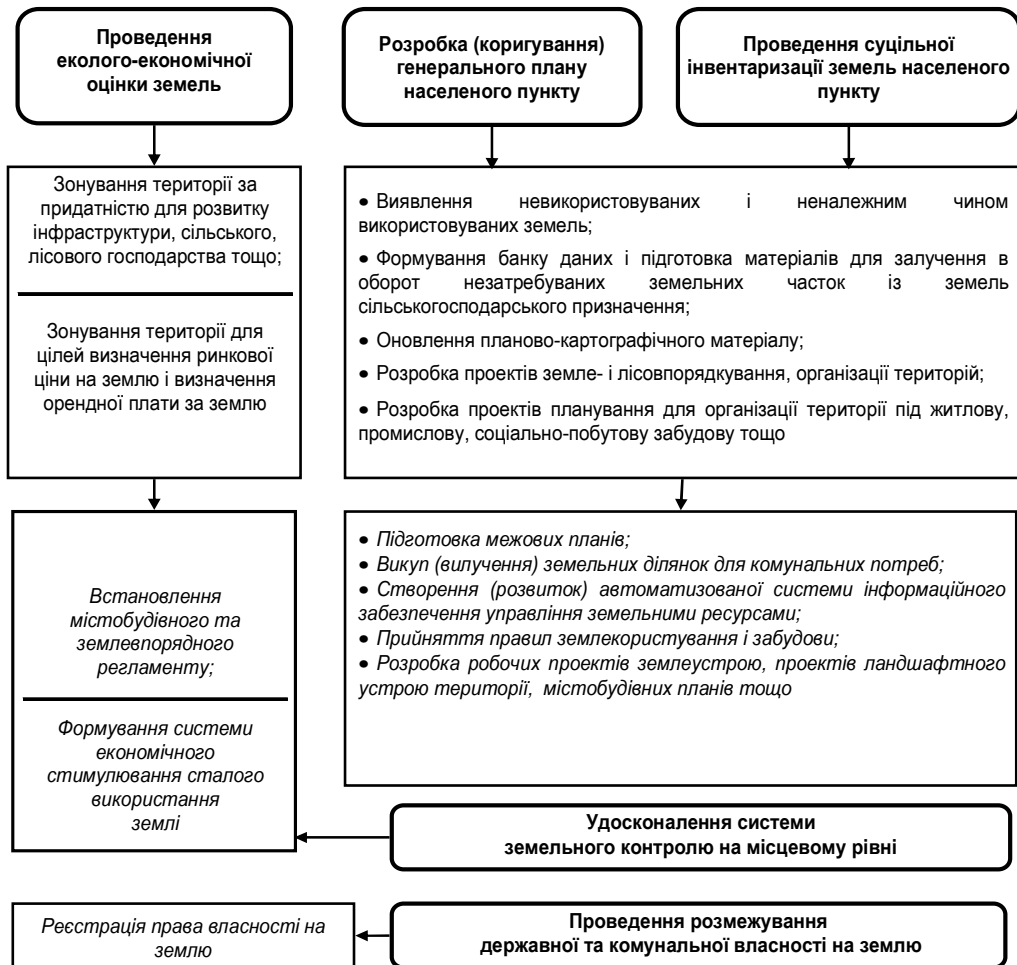 Проведення
еколого-економічної
оцінки земель
Розробка (коригування)
генерального плану
населеного пункту
Проведення суцільної
інвентаризації земель населеного
пункту
Зонування території за
придатністю для розвитку
інфраструктури, сільського,
лісового господарства тощо;
Зонування території для
цілей визначення ринкової
ціни на землю і визначення
орендної плати за землю
• Виявлення невикористовуваних і неналежним чином
використовуваних земель;
• Формування банку даних і підготовка матеріалів для залучення в
оборот незатребуваних земельних часток із земель
сільськогосподарського призначення;
• Оновлення планово-картографічного матеріалу;
• Розробка проектів земле- і лісовпорядкування, організації територій;
• Розробка проектів планування для організації території під житлову,
промислову, соціально-побутову забудову тощо
Встановлення
містобудівного та
землевпорядного
регламенту;
Формування системи
економічного
стимулювання сталого
використання
землі
• Підготовка межових планів;
• Викуп (вилучення) земельних ділянок для комунальних потреб;
• Створення (розвиток) автоматизованої системи інформаційного
забезпечення управління земельними ресурсами;
• Прийняття правил землекористування і забудови;
• Розробка робочих проектів землеустрою, проектів ландшафтного
устрою території, містобудівних планів тощо
Удосконалення системи
земельного контролю на місцевому рівні
Реєстрація права власності на
землю
Проведення розмежування
державної та комунальної власності на землю